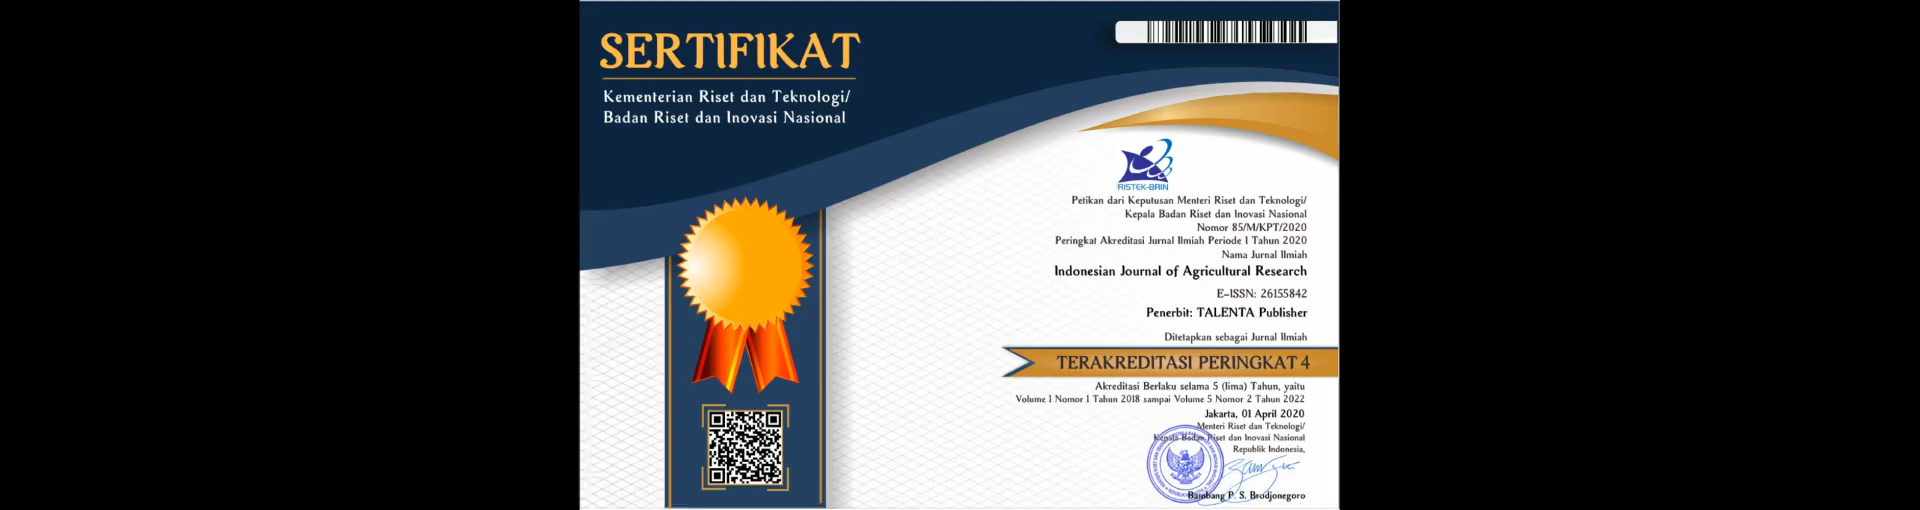 SERTIFIKAT
Kementerian Riset dan Teknologi/
Badan Riset dan Inovasi Nasional
RISTEK-BRIN
Petikan dari Keputusan Menteri Riset dan Teknologi/
Kepala Badan Riset dan Inovasi Nasional
Nomor 85/M/KPT/2020
Peringkat Akreditasi Jurnal Ilmiah Periode I Tahun 2020
Nama Jurnal Ilmiah
Indonesian Journal of Agricultural Research
E-ISSN: 26155842
Penerbit: TALENTA Publisher
Ditetapkan sebagai Jurnal Ilmiah
TERAKREDITASI PERINGKAT 4
Akreditasi Berlaku selama 5 (lima) Tahun, yaitu
Volume 1 Nomor 1 Tahun 2018 sampai Volume 5 Nomor 2 Tahun 2022
Jakarta, 01 April 2020
Menteri Riset dan Teknologi/
Kepala Badan Riset dan Inovasi Nasional
Republik Indonesia,
Bambang P. S. Brodjonegoro